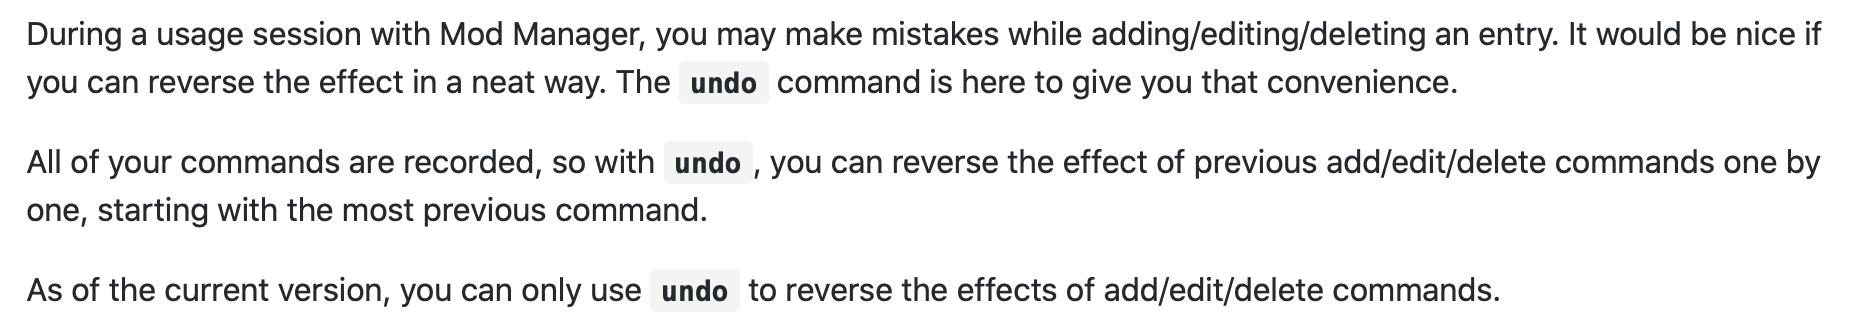 During a usage session with Mod Manager, you may make mistakes while adding/editing/deleting an entry. It would be nice if
you can reverse the effect in a neat way. The undo command is here to give you that convenience.
All of your commands are recorded, so with undo , you can reverse the effect of previous add/edit/delete commands one by
one, starting with the most previous command.
As of the current version, you can only use undo to reverse the effects of add/edit/delete commands.